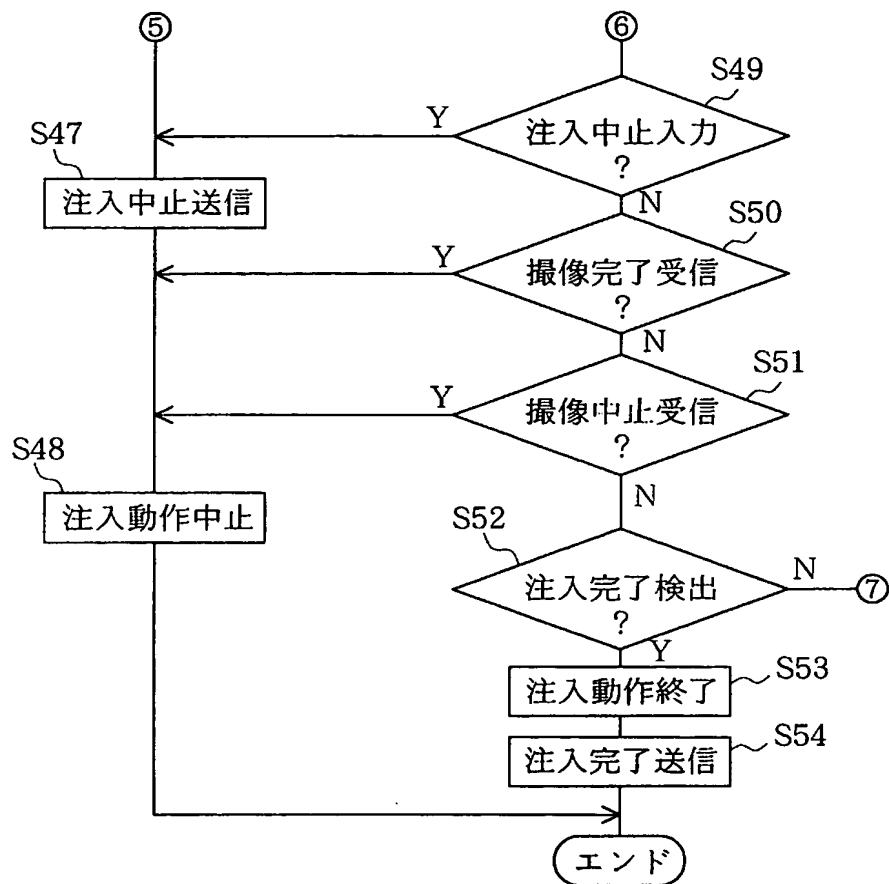 ⑤
⑥
S49
注入中止入力
?
Y
N
S47
注入中止送信
S50
撮像完了受信
?
Y
N
S51
撮像中止受信
?
Y
N
S48
注入動作中止
S52
注入完了検出
?
N
⑦
Y
S53
注入動作終了
S54
注入完了送信
エンド